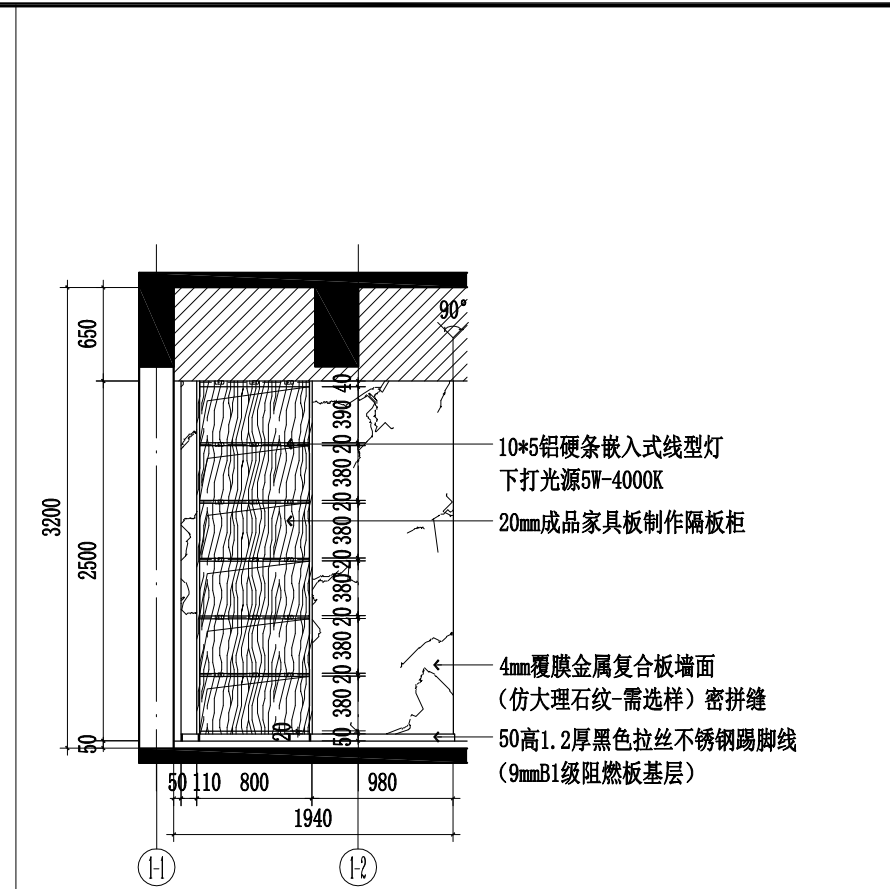 90°
650
40
390
20
10*5铝硬条嵌入式线型灯
下打光源5W-4000K
380
20
3200
2500
380
20mm成品家具板制作隔板柜
20
380
20
380
20
4mm覆膜金属复合板墙面
(仿大理石纹-需选样)密拼缝
380
20
50
50
50高1.2厚黑色拉丝不锈钢踢脚线
(9mmB1级阻燃板基层)
50 110 800 980
1940
1-1
1-2